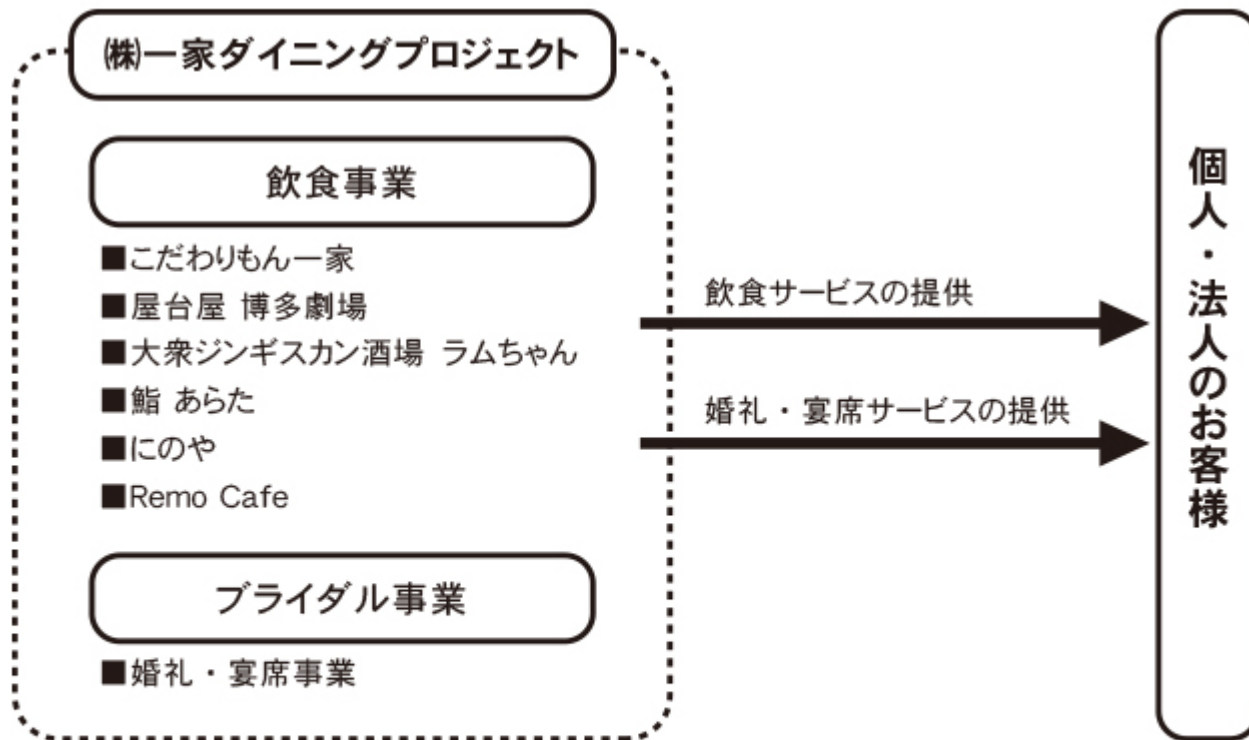 ㈱一家ダイニングプロジェクト
飲食事業
■こだわりもん一家
■屋台屋 博多劇場
■大衆ジンギスカン酒場 ラムちゃん
■鮨 あらた
■にのや
■Remo Cafe
ブライダル事業
■婚礼・宴席事業
飲食サービスの提供
婚礼・宴席サービスの提供
個人・法人のお客様